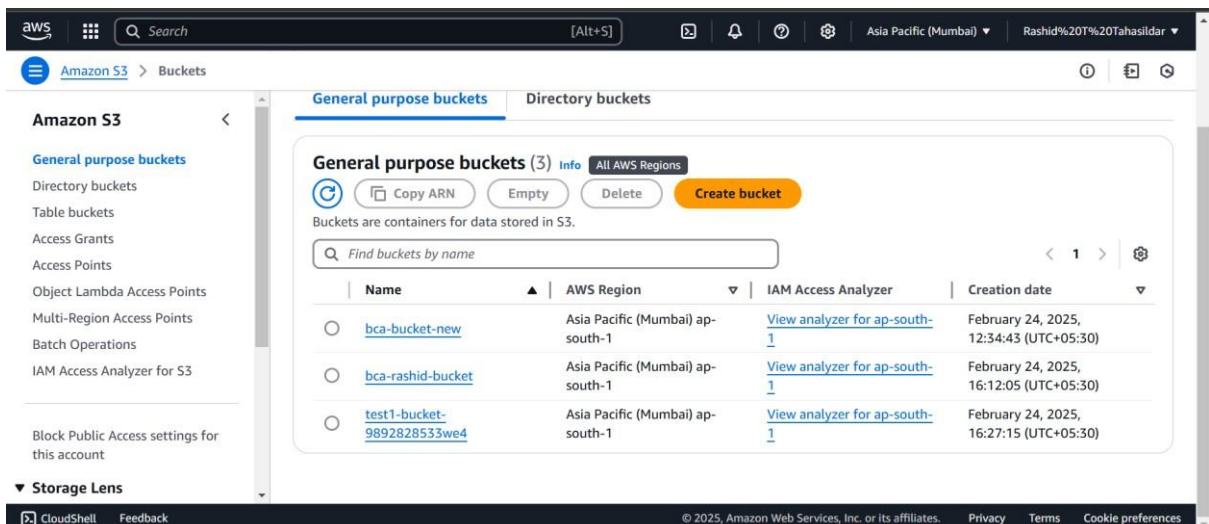 aws
Search
[Alt+S]
Asia Pacific (Mumbai) ▼
Rashid%20T%20Tahasildar ▼
Amazon S3 > Buckets
Amazon S3
General purpose buckets
Directory buckets
Table buckets
Access Grants
Access Points
Object Lambda Access Points
Multi-Region Access Points
Batch Operations
IAM Access Analyzer for S3
Block Public Access settings for
this account
▼ Storage Lens
General purpose buckets
Directory buckets
General purpose buckets (3) Info All AWS Regions
Copy ARN
Empty
Delete
Create bucket
Buckets are containers for data stored in S3.
Find buckets by name
< 1 >
Name ▲ | AWS Region ▽ | IAM Access Analyzer | Creation date ▽
bca-bucket-new
Asia Pacific (Mumbai) ap-
south-1
View analyzer for ap-south-
1
February 24, 2025,
12:34:43 (UTC+05:30)
bca-rashid-bucket
Asia Pacific (Mumbai) ap-
south-1
View analyzer for ap-south-
1
February 24, 2025,
16:12:05 (UTC+05:30)
test1-bucket-
9892828533we4
Asia Pacific (Mumbai) ap-
south-1
View analyzer for ap-south-
1
February 24, 2025,
16:27:15 (UTC+05:30)
CloudShell
Feedback
© 2025, Amazon Web Services, Inc. or its affiliates.
Privacy
Terms
Cookie preferences